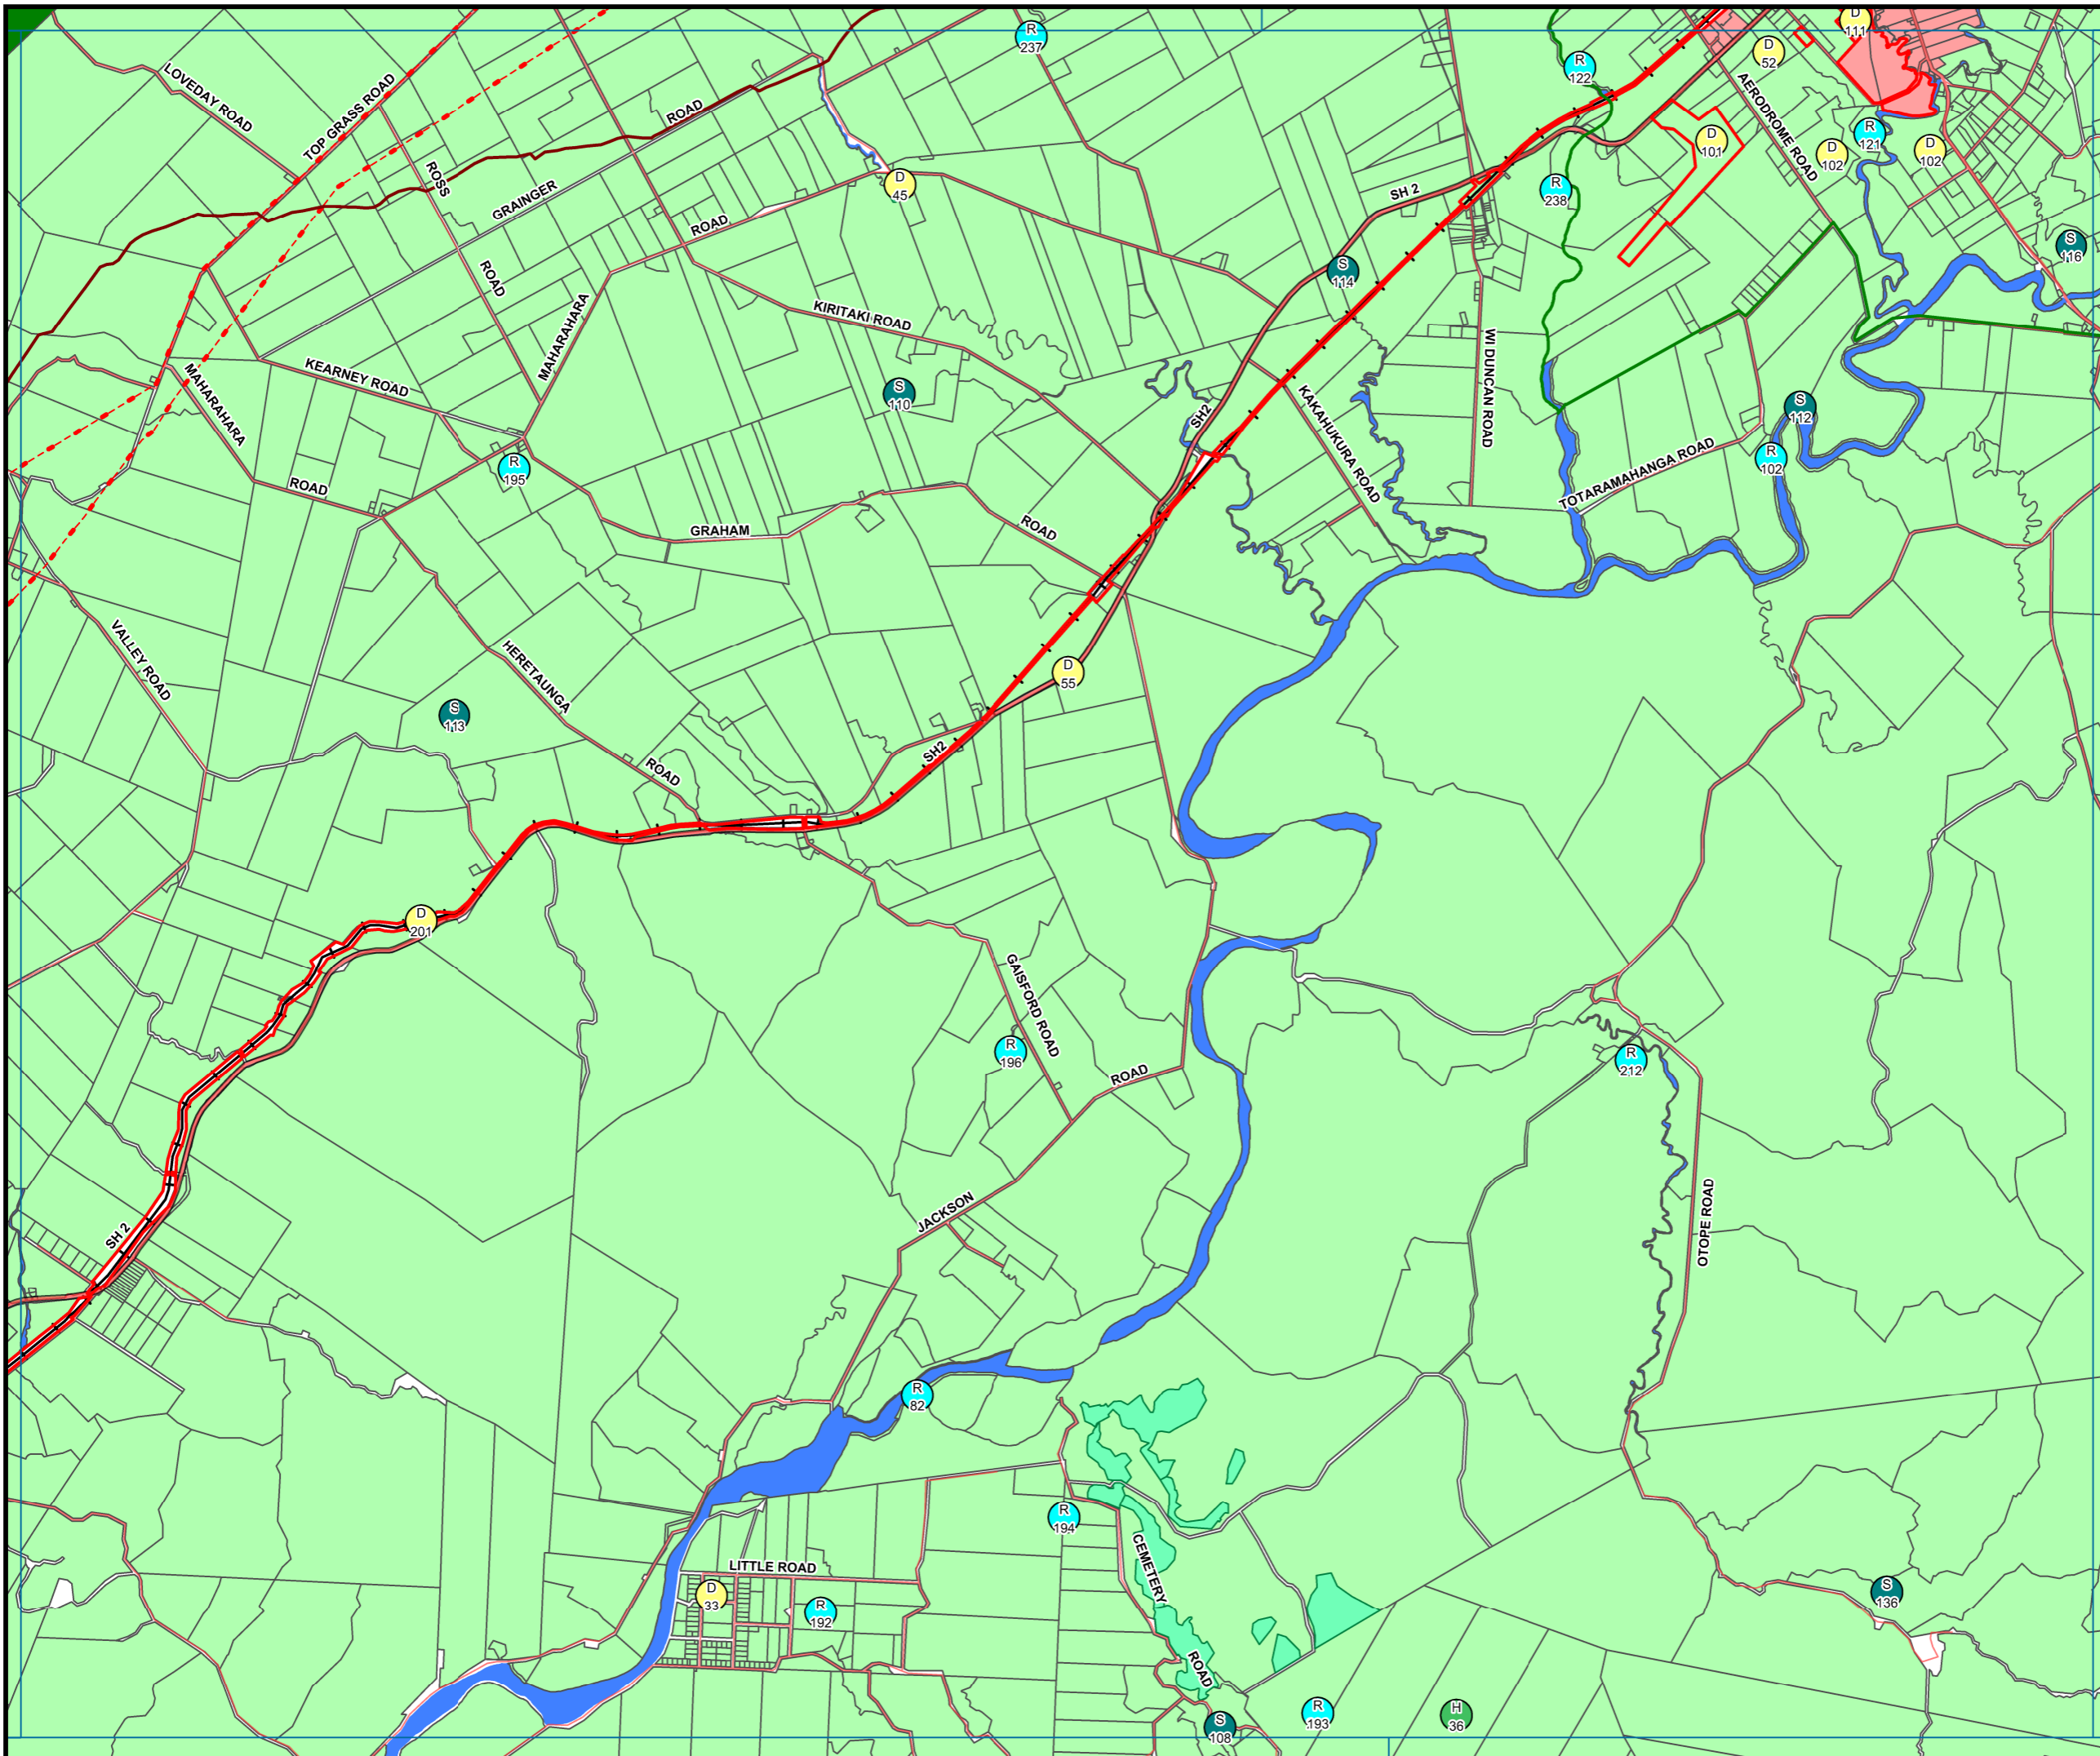 R
237
D
111
D
52
R
122
LOVEDAY ROAD
TOP GRASS ROAD
ROAD
AERODROME ROAD
D
101
R
121
D
102
D
102
ROSS
GRAINGER
D
45
SH 2
R
238
ROAD
ROAD
S
114
S
116
MAHARAHARA
KIRITAKI ROAD
WI DUNCAN ROAD
KEARNEY ROAD
MAHARAHARA
S
110
SH2
KAKAHUKURA ROAD
S
112
R
102
TOTARAMAHANGA ROAD
R
195
ROAD
GRAHAM
ROAD
VALLEY ROAD
HERETAUNGA
D
55
S
113
ROAD
SH2
D
201
GAISFORD ROAD
R
196
ROAD
R
212
JACKSON
OTOPE ROAD
SH 2
R
82
R
194
CEMETERY
LITTLE ROAD
D
33
R
192
S
136
ROAD
R
193
H
36
S
108